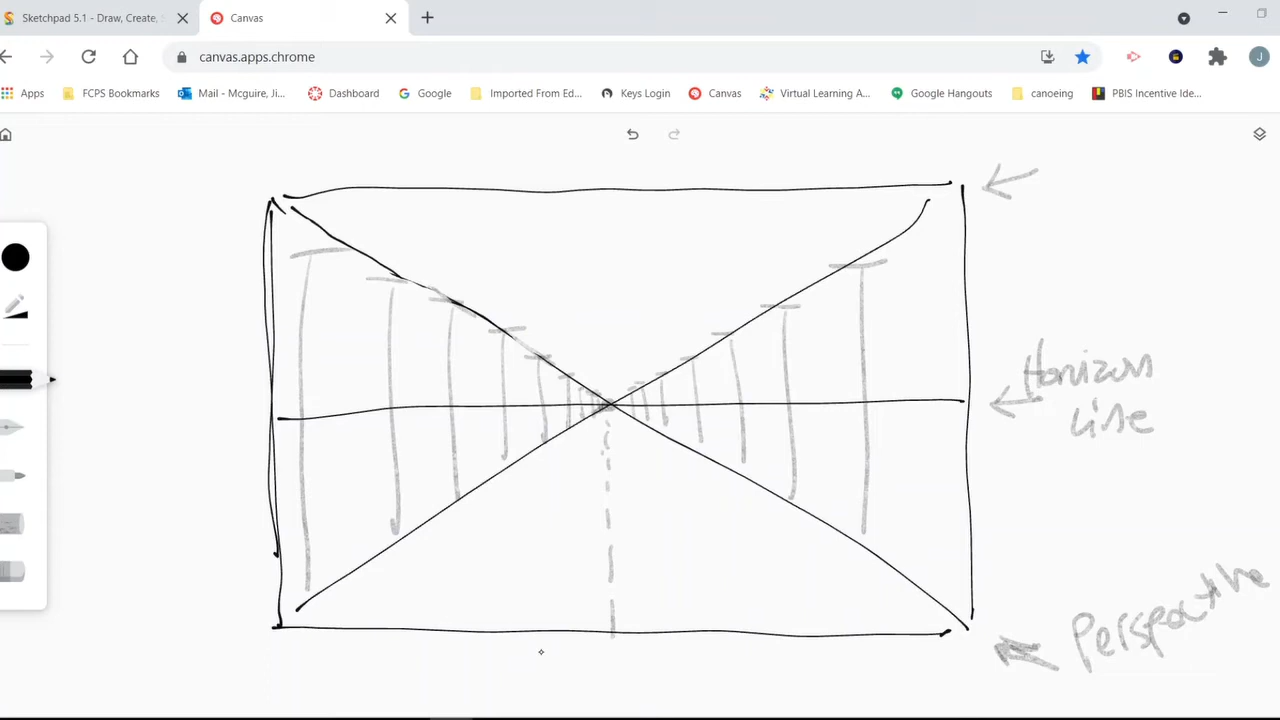 Sketchpad 5.1 - Draw, Create,
Canvas
canvas.apps.chrome
J
Apps
FCPS Bookmarks
Mail - Mcguire, Ji...
Dashboard
Google
Imported From Ed...
Keys Login
Canvas
Virtual Learning A...
Google Hangouts
canoeing
PBIS Incentive Ide...
Horizon
Line
Perspective